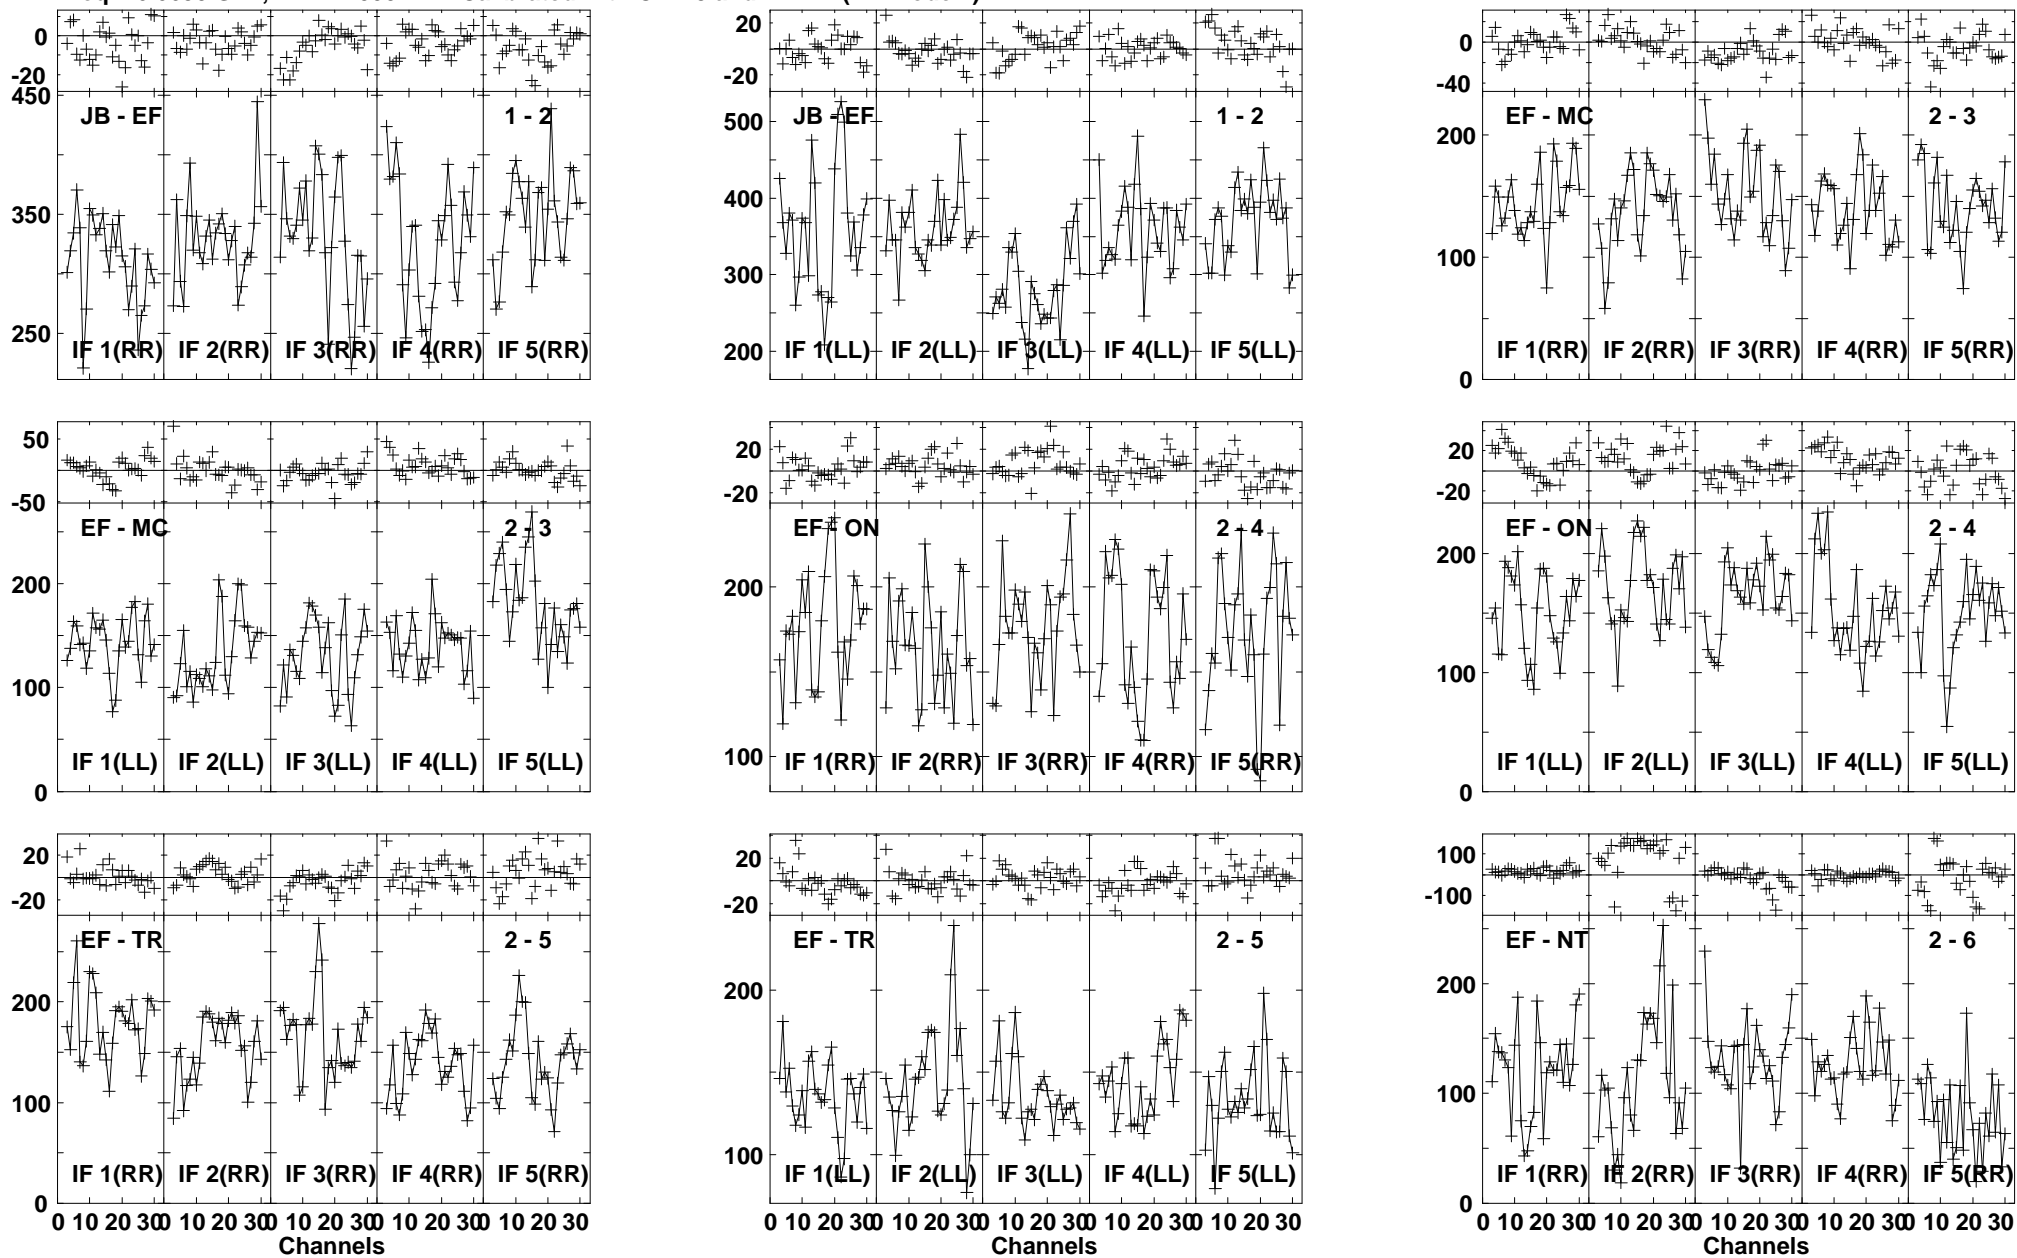 0 20 0
-20 -20 -40
450 JB - EF 1 - 2 500 JB - EF 1 - 2 200 EF - MC 2 - 3
350 400
300 100
250 200
IF 1(RR) IF 2(RR) IF 3(RR) IF 4(RR) IF 5(RR) IF 1(LL) IF 2(LL) IF 3(LL) IF 4(LL) IF 5(LL) IF 1(RR) IF 2(RR) IF 3(RR) IF 4(RR) IF 5(RR)
0
50 20 20
-50 -20 -20
EF - MC 2 - 3 EF - ON 2 - 4 EF - ON 2 - 4
200 200 200
100 100 100
IF 1(LL) IF 2(LL) IF 3(LL) IF 4(LL) IF 5(LL) IF 1(RR) IF 2(RR) IF 3(RR) IF 4(RR) IF 5(RR) IF 1(LL) IF 2(LL) IF 3(LL) IF 4(LL) IF 5(LL)
0 0
20 20 100
-20 -20 -100
EF - TR 2 - 5 EF - TR 2 - 5 EF - NT 2 - 6
200 200 200
100 100 100
IF 1(RR) IF 2(RR) IF 3(RR) IF 4(RR) IF 5(RR) IF 1(LL) IF 2(LL) IF 3(LL) IF 4(LL) IF 5(LL) IF 1(RR) IF 2(RR) IF 3(RR) IF 4(RR) IF 5(RR)
0 0
0 10 20 30 0 10 20 30 0 10 20 30 0 10 20 30 0 10 20 30 0 10 20 30 0 10 20 30 0 10 20 30 0 10 20 30 0 10 20 30 0 10 20 30 0 10 20 30 0 10 20 30 0 10 20 30 0 10 20 30
Channels Channels Channels